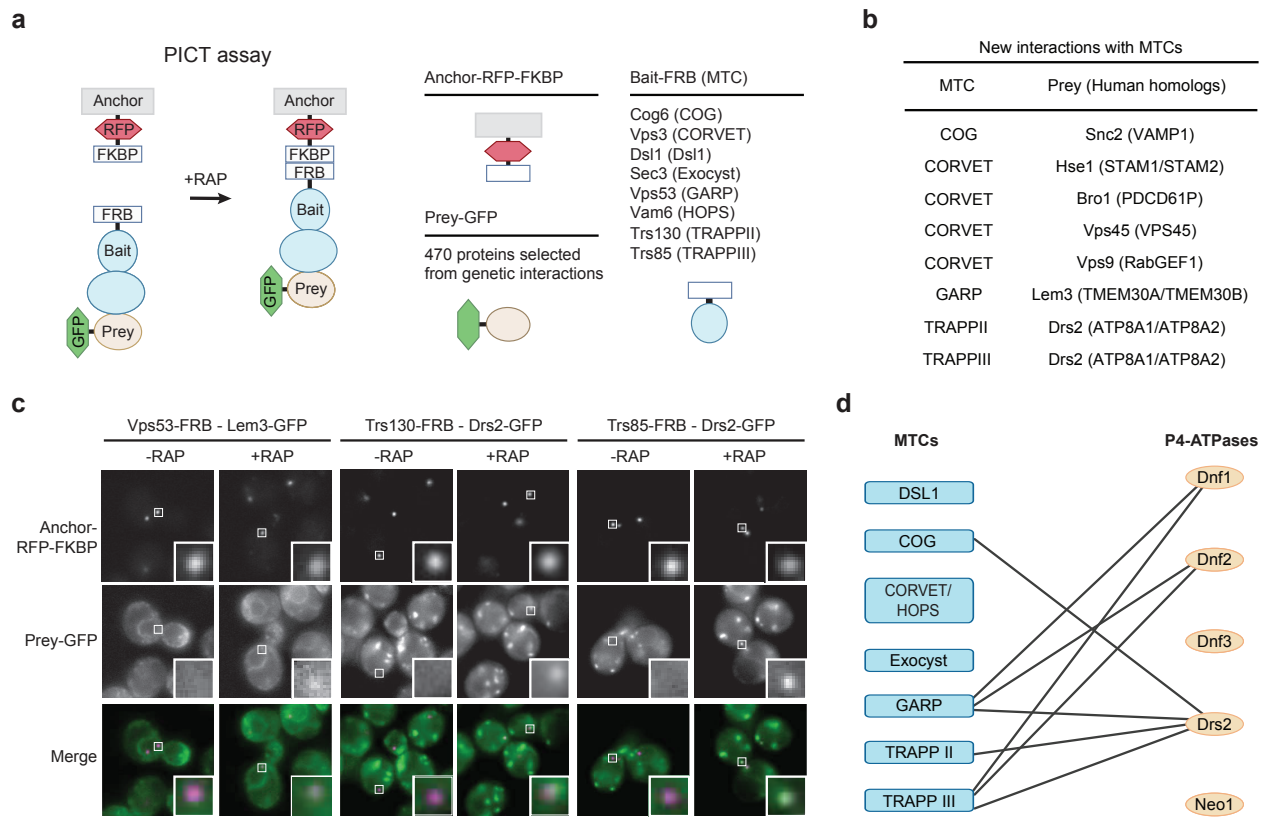 a
PICT assay
Anchor
RFP
FKBP
FRB
Bait
GFP
Prey
+RAP
Anchor
RFP
FKBP
FRB
Bait
GFP
Prey
Anchor-RFP-FKBP
Prey-GFP
470 proteins selected
from genetic interactions
Bait-FRB (MTC)
Cog6 (COG)
Vps3 (CORVET)
Dsl1 (Dsl1)
Sec3 (Exocyst)
Vps53 (GARP)
Vam6 (HOPS)
Trs130 (TRAPPII)
Trs85 (TRAPPIII)
b
New interactions with MTCs
MTC Prey (Human homologs)
COG Snc2 (VAMP1)
CORVET Hse1 (STAM1/STAM2)
CORVET Bro1 (PDCD61P)
CORVET Vps45 (VPS45)
CORVET Vps9 (RabGEF1)
GARP Lem3 (TMEM30A/TMEM30B)
TRAPPII Drs2 (ATP8A1/ATP8A2)
TRAPPIII Drs2 (ATP8A1/ATP8A2)
c
Vps53-FRB - Lem3-GFP Trs130-FRB - Drs2-GFP Trs85-FRB - Drs2-GFP
-RAP +RAP -RAP +RAP -RAP +RAP
Anchor-
RFP-FKBP
Prey-GFP
Merge
d
MTCs P4-ATPases
DSL1
COG
CORVET/
HOPS
Exocyst
GARP
TRAPP II
TRAPP III
Dnf1
Dnf2
Dnf3
Drs2
Neo1